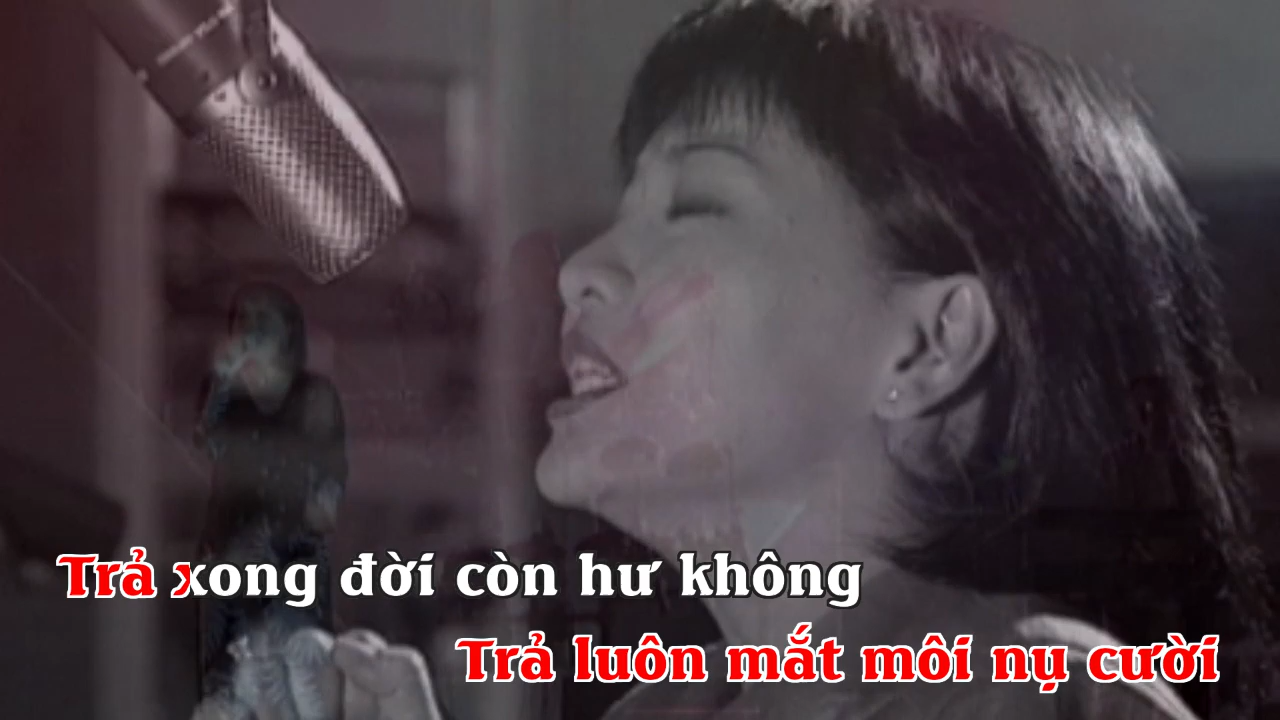 Trả xong đời còn hư không
Trả luôn mắt môi nụ cười